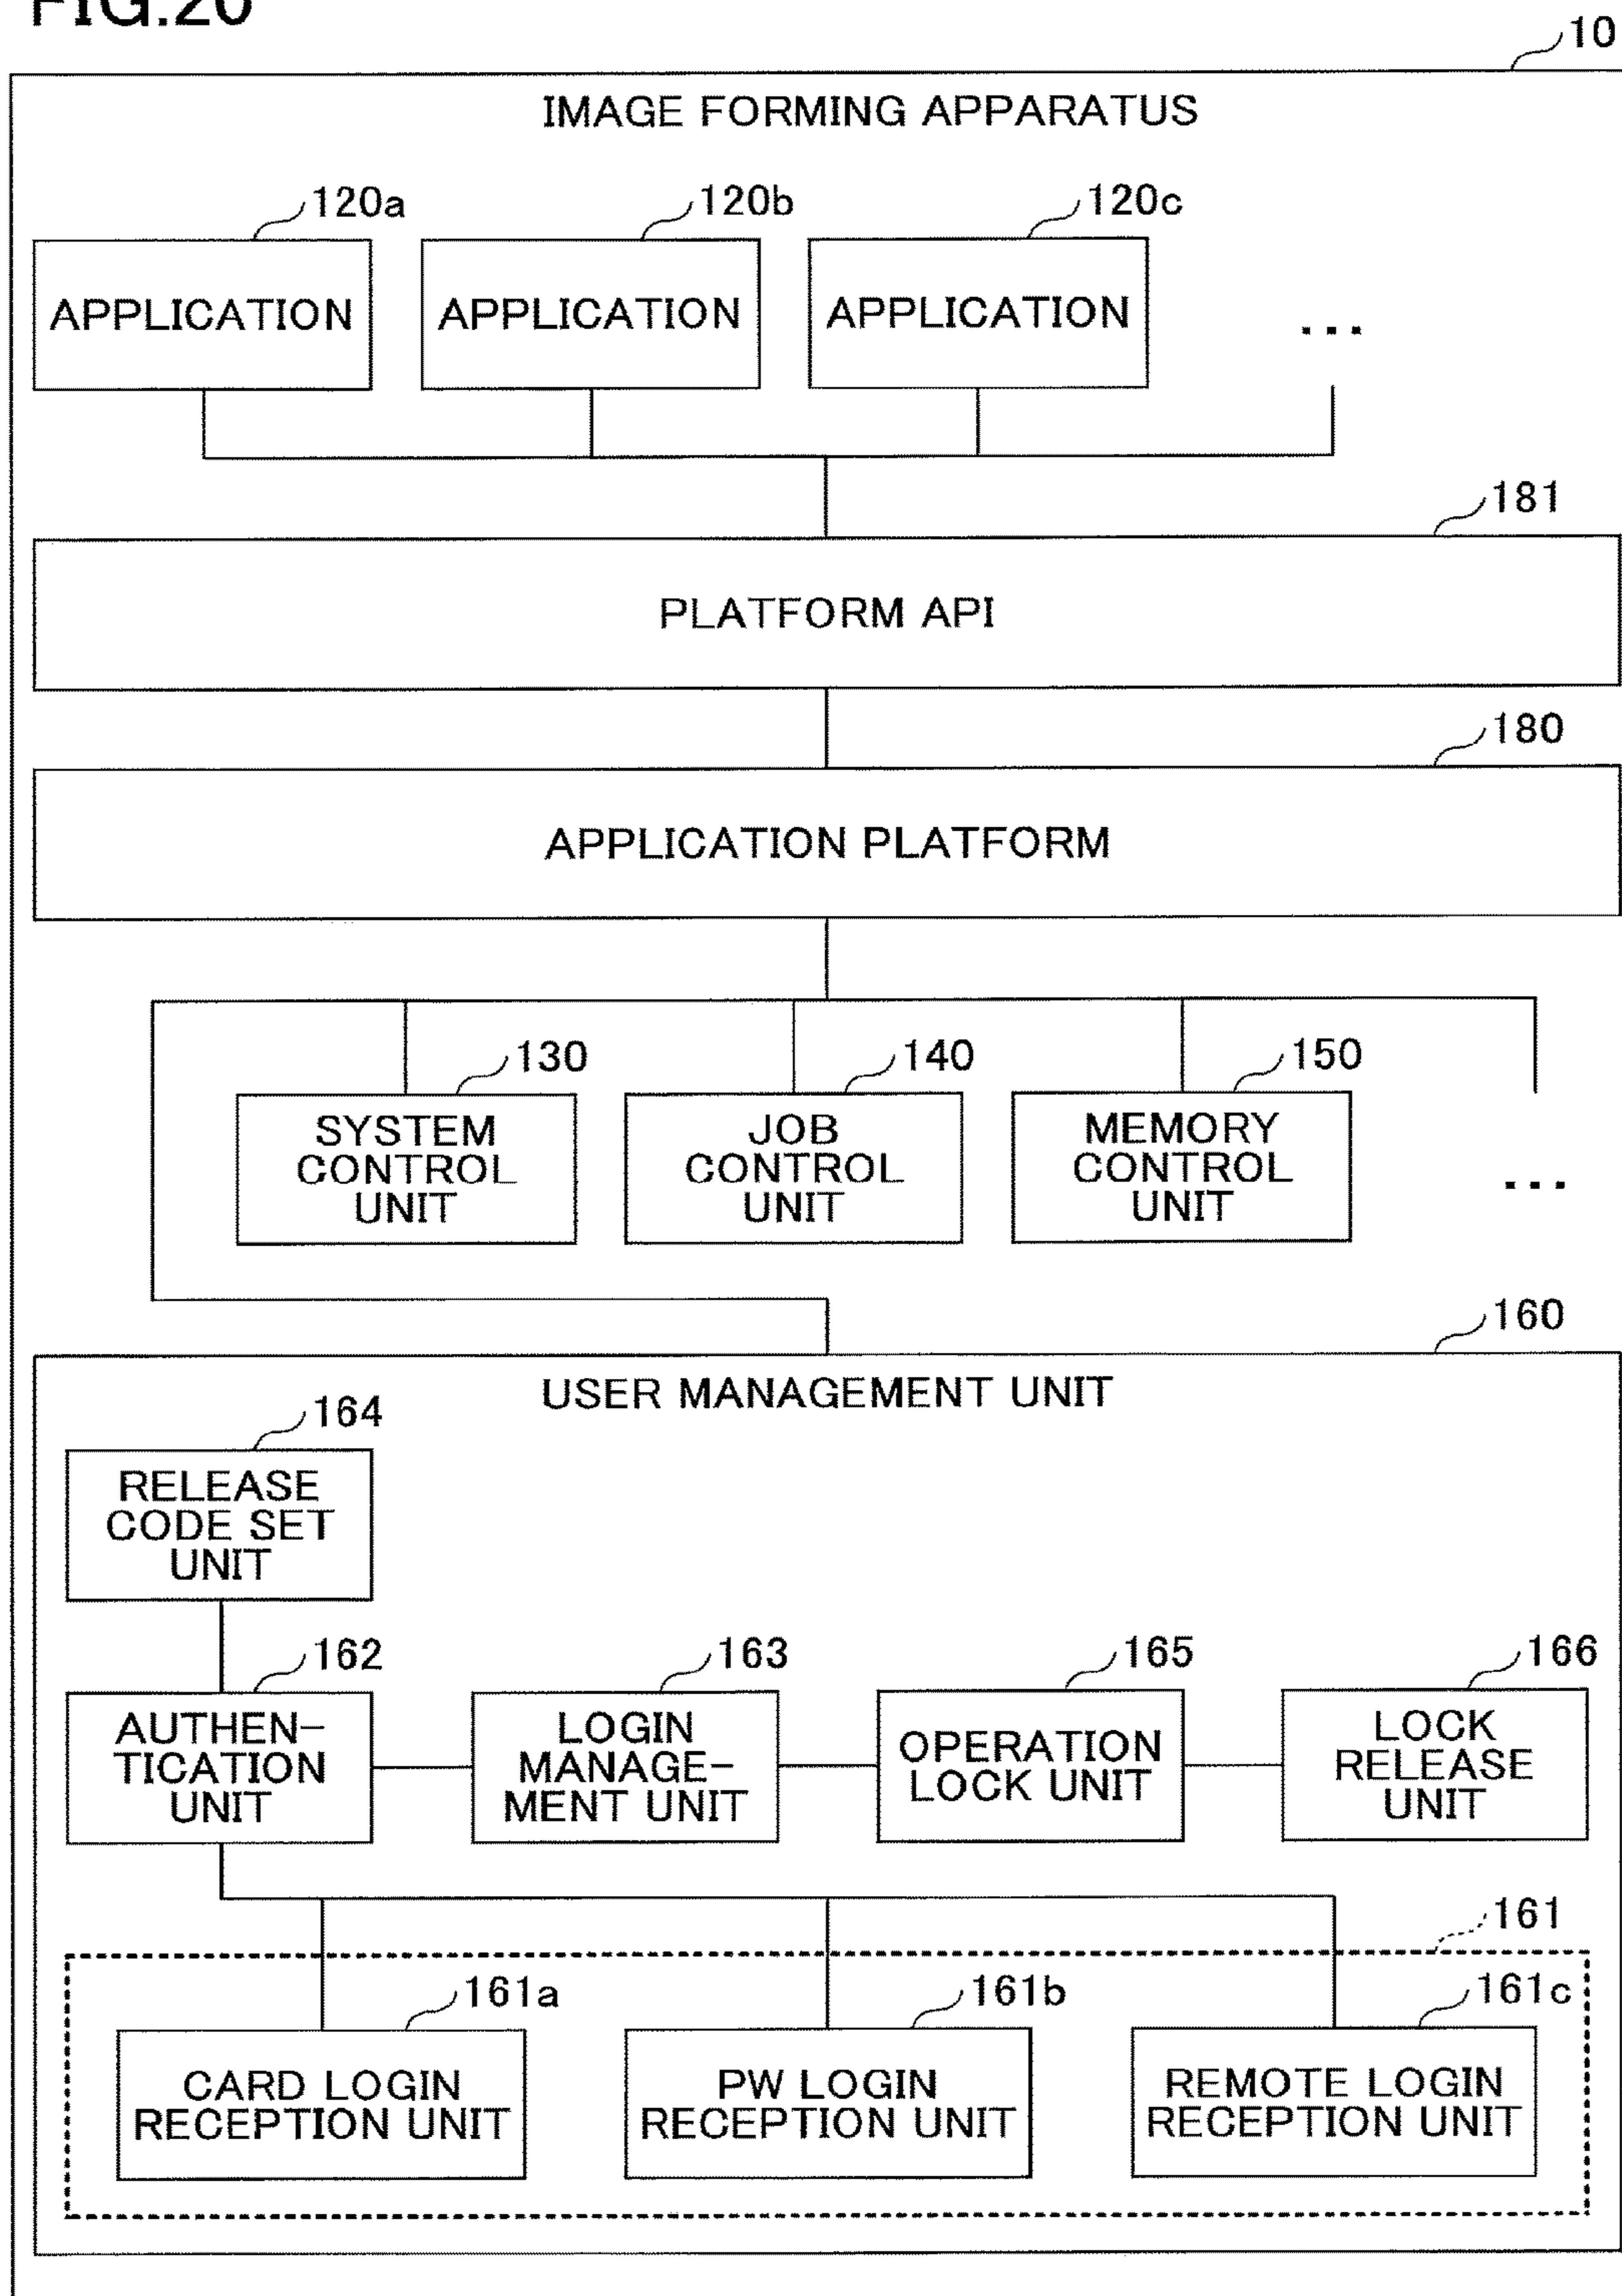 FIG.20
10
IMAGE FORMING APPARATUS
120a
120b
120c
APPLICATION
APPLICATION
APPLICATION
...
181
PLATFORM API
180
APPLICATION PLATFORM
130
140
150
SYSTEM
CONTROL
UNIT
JOB
CONTROL
UNIT
MEMORY
CONTROL
UNIT
...
160
USER MANAGEMENT UNIT
164
RELEASE
CODE SET
UNIT
162
163
165
166
AUTHEN-
TICATION
UNIT
LOGIN
MANAGE-
MENT UNIT
OPERATION
LOCK UNIT
LOCK
RELEASE
UNIT
161
161a
161b
161c
CARD LOGIN
RECEPTION UNIT
PW LOGIN
RECEPTION UNIT
REMOTE LOGIN
RECEPTION UNIT